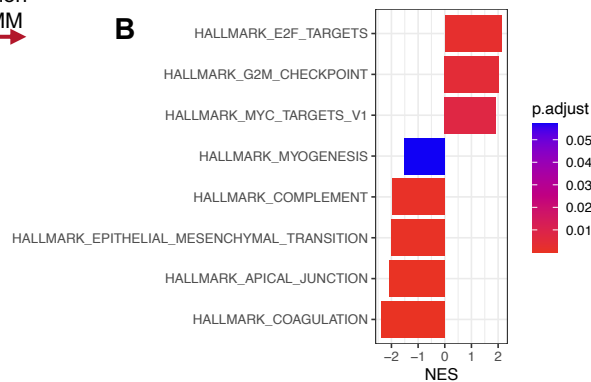 MM
B
HALLMARK_E2F_TARGETS
HALLMARK_G2M_CHECKPOINT
HALLMARK_MYC_TARGETS_V1
HALLMARK_MYOGENESIS
HALLMARK_COMPLEMENT
HALLMARK_EPITHELIAL_MESENCHYMAL_TRANSITION
HALLMARK_APICAL_JUNCTION
HALLMARK_COAGULATION
−2 −1 0 1 2
NES
p.adjust
0.05
0.04
0.03
0.02
0.01